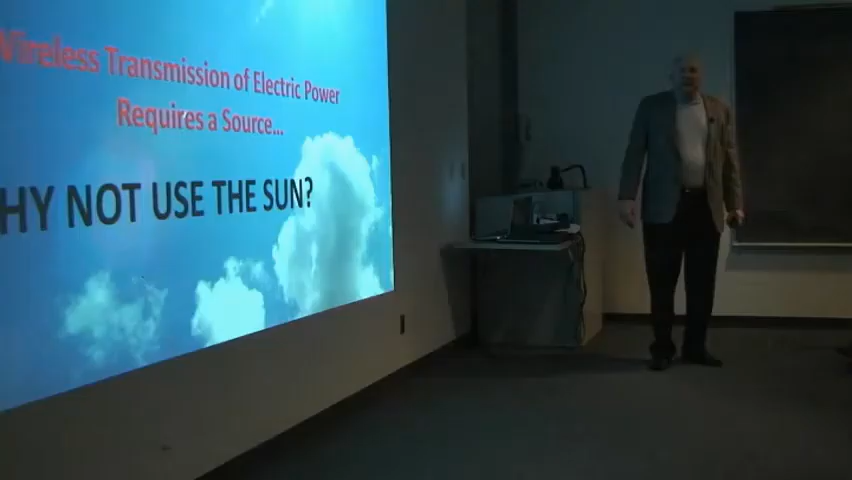 Wireless Transmission of Electric Power
Requires a Source...
HY NOT USE THE SUN?